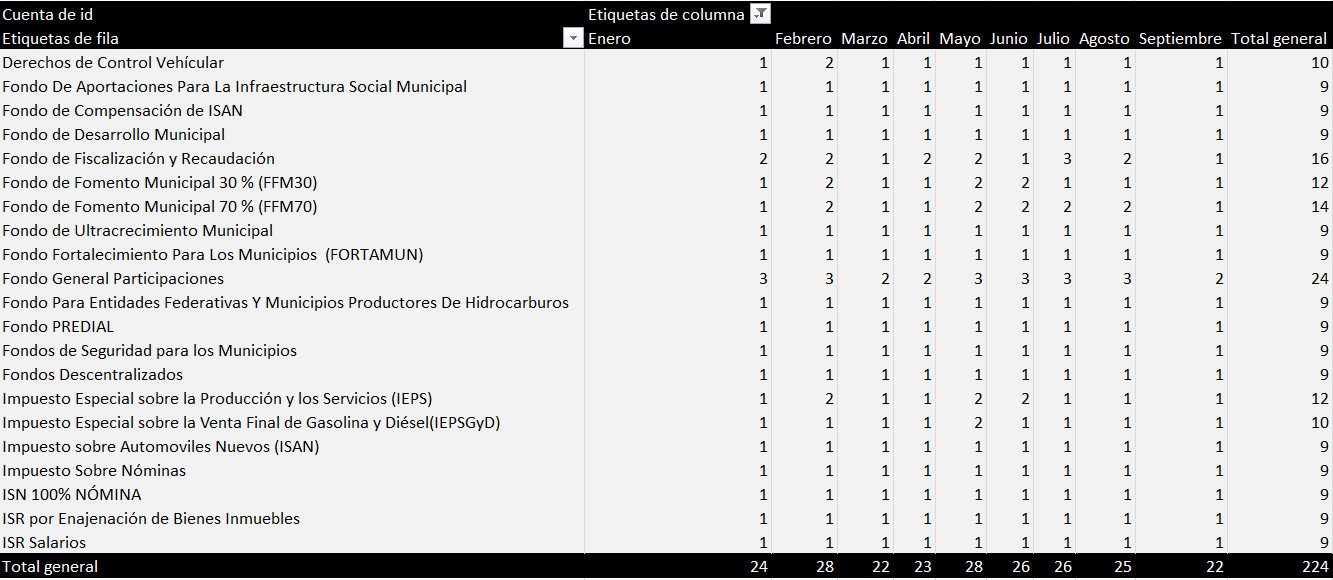 Cuenta de id Etiquetas de columna
Etiquetas de fila Enero Febrero Marzo Abril Mayo Junio Julio Agosto Septiembre Total general
Derechos de Control Vehícular 1 2 1 1 1 1 1 1 1 10
Fondo De Aportaciones Para La Infraestructura Social Municipal 1 1 1 1 1 1 1 1 1 9
Fondo de Compensación de ISAN 1 1 1 1 1 1 1 1 1 9
Fondo de Desarrollo Municipal 1 1 1 1 1 1 1 1 1 9
Fondo de Fiscalización y Recaudación 2 2 1 2 2 1 3 2 1 16
Fondo de Fomento Municipal 30 % (FFM30) 1 2 1 1 2 2 1 1 1 12
Fondo de Fomento Municipal 70 % (FFM70) 1 2 1 1 2 2 2 2 1 14
Fondo de Ultracrecimiento Municipal 1 1 1 1 1 1 1 1 1 9
Fondo Fortalecimiento Para Los Municipios (FORTAMUN) 1 1 1 1 1 1 1 1 1 9
Fondo General Participaciones 3 3 2 2 3 3 3 3 2 24
Fondo Para Entidades Federativas Y Municipios Productores De Hidrocarburos 1 1 1 1 1 1 1 1 1 9
Fondo PREDIAL 1 1 1 1 1 1 1 1 1 9
Fondos de Seguridad para los Municipios 1 1 1 1 1 1 1 1 1 9
Fondos Descentralizados 1 1 1 1 1 1 1 1 1 9
Impuesto Especial sobre la Producción y los Servicios (IEPS) 1 2 1 1 2 2 1 1 1 12
Impuesto Especial sobre la Venta Final de Gasolina y Diésel(IEPSGyD) 1 1 1 1 2 1 1 1 1 10
Impuesto sobre Automoviles Nuevos (ISAN) 1 1 1 1 1 1 1 1 1 9
Impuesto Sobre Nóminas 1 1 1 1 1 1 1 1 1 9
ISN 100% NÓMINA 1 1 1 1 1 1 1 1 1 9
ISR por Enajenación de Bienes Inmuebles 1 1 1 1 1 1 1 1 1 9
ISR Salarios 1 1 1 1 1 1 1 1 1 9
Total general 24 28 22 23 28 26 26 25 22 224